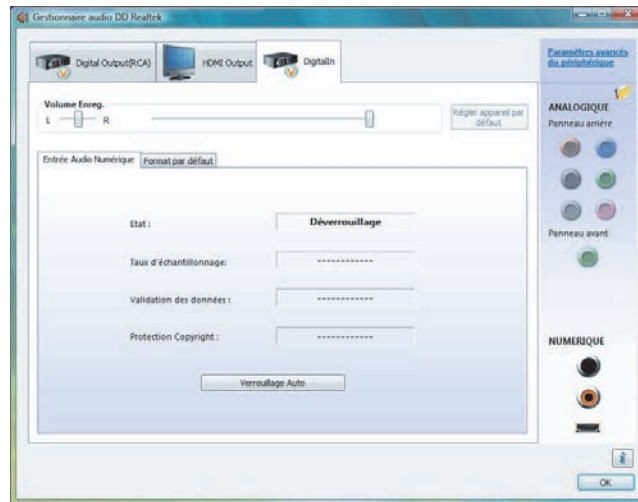 Gestionnaire audio DD Realtek
Digital Output(RCA)
HDMI Output
DigitalIn
Paramètres avancés
du périphérique
Volume Enreg.
L
R
Régler appareil par
défaut
ANALOGIQUE
Panneau arrière
Entrée Audio Numérique
Format par défaut
Etat :
Déverrouillage
Panneau avant
Taux d'échantillonnage:
------------
Validation des données :
------------
Protection Copyright :
------------
NUMERIQUE
Verrouillage Auto
i
OK